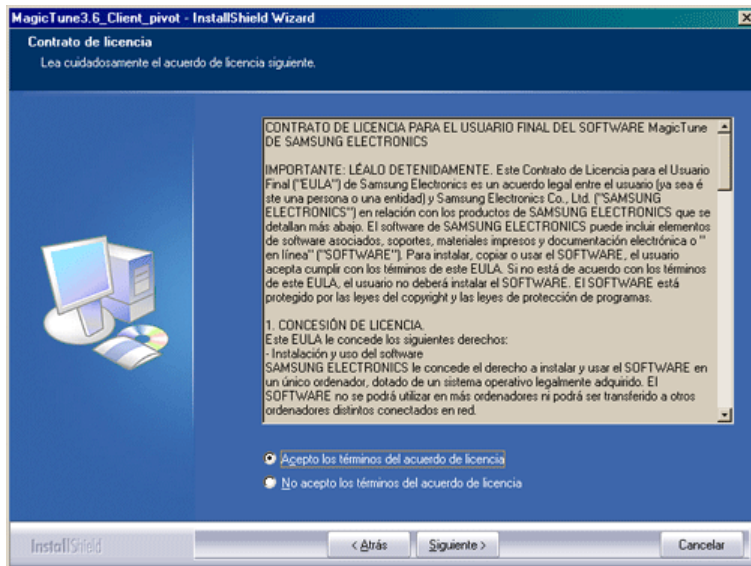 MagicTune3.6_Client_pivot - InstallShield Wizard
Contrato de licencia
Lea cuidadosamente el acuerdo de licencia siguiente.
CONTRATO DE LICENCIA PARA EL USUARIO FINAL DEL SOFTWARE MagicTune
DE SAMSUNG ELECTRONICS
IMPORTANTE: LÉALO DETENIDAMENTE. Este Contrato de Licencia para el Usuario
Final ("EULA") de Samsung Electronics es un acuerdo legal entre el usuario (ya sea é
ste una persona o una entidad) y Samsung Electronics Co., Ltd. ("SAMSUNG
ELECTRONICS") en relación con los productos de SAMSUNG ELECTRONICS que se
detallan más abajo. El software de SAMSUNG ELECTRONICS puede incluir elementos
de software asociados, soportes, materiales impresos y documentación electrónica o "
en línea" ("SOFTWARE"). Para instalar, copiar o usar el SOFTWARE, el usuario
acepta cumplir con los términos de este EULA. Si no está de acuerdo con los términos
de este EULA, el usuario no deberá instalar el SOFTWARE. El SOFTWARE está
protegido por las leyes del copyright y las leyes de protección de programas.
1. CONCESIÓN DE LICENCIA.
Este EULA le concede los siguientes derechos:
- Instalación y uso del software
SAMSUNG ELECTRONICS le concede el derecho a instalar y usar el SOFTWARE en
un único ordenador, dotado de un sistema operativo legalmente adquirido. El
SOFTWARE no se podrá utilizar en más ordenadores ni podrá ser transferido a otros
ordenadores distintos conectados en red.
Acepto los términos del acuerdo de licencia
No acepto los términos del acuerdo de licencia
InstallShield
< Atrás
Siguiente >
Cancelar